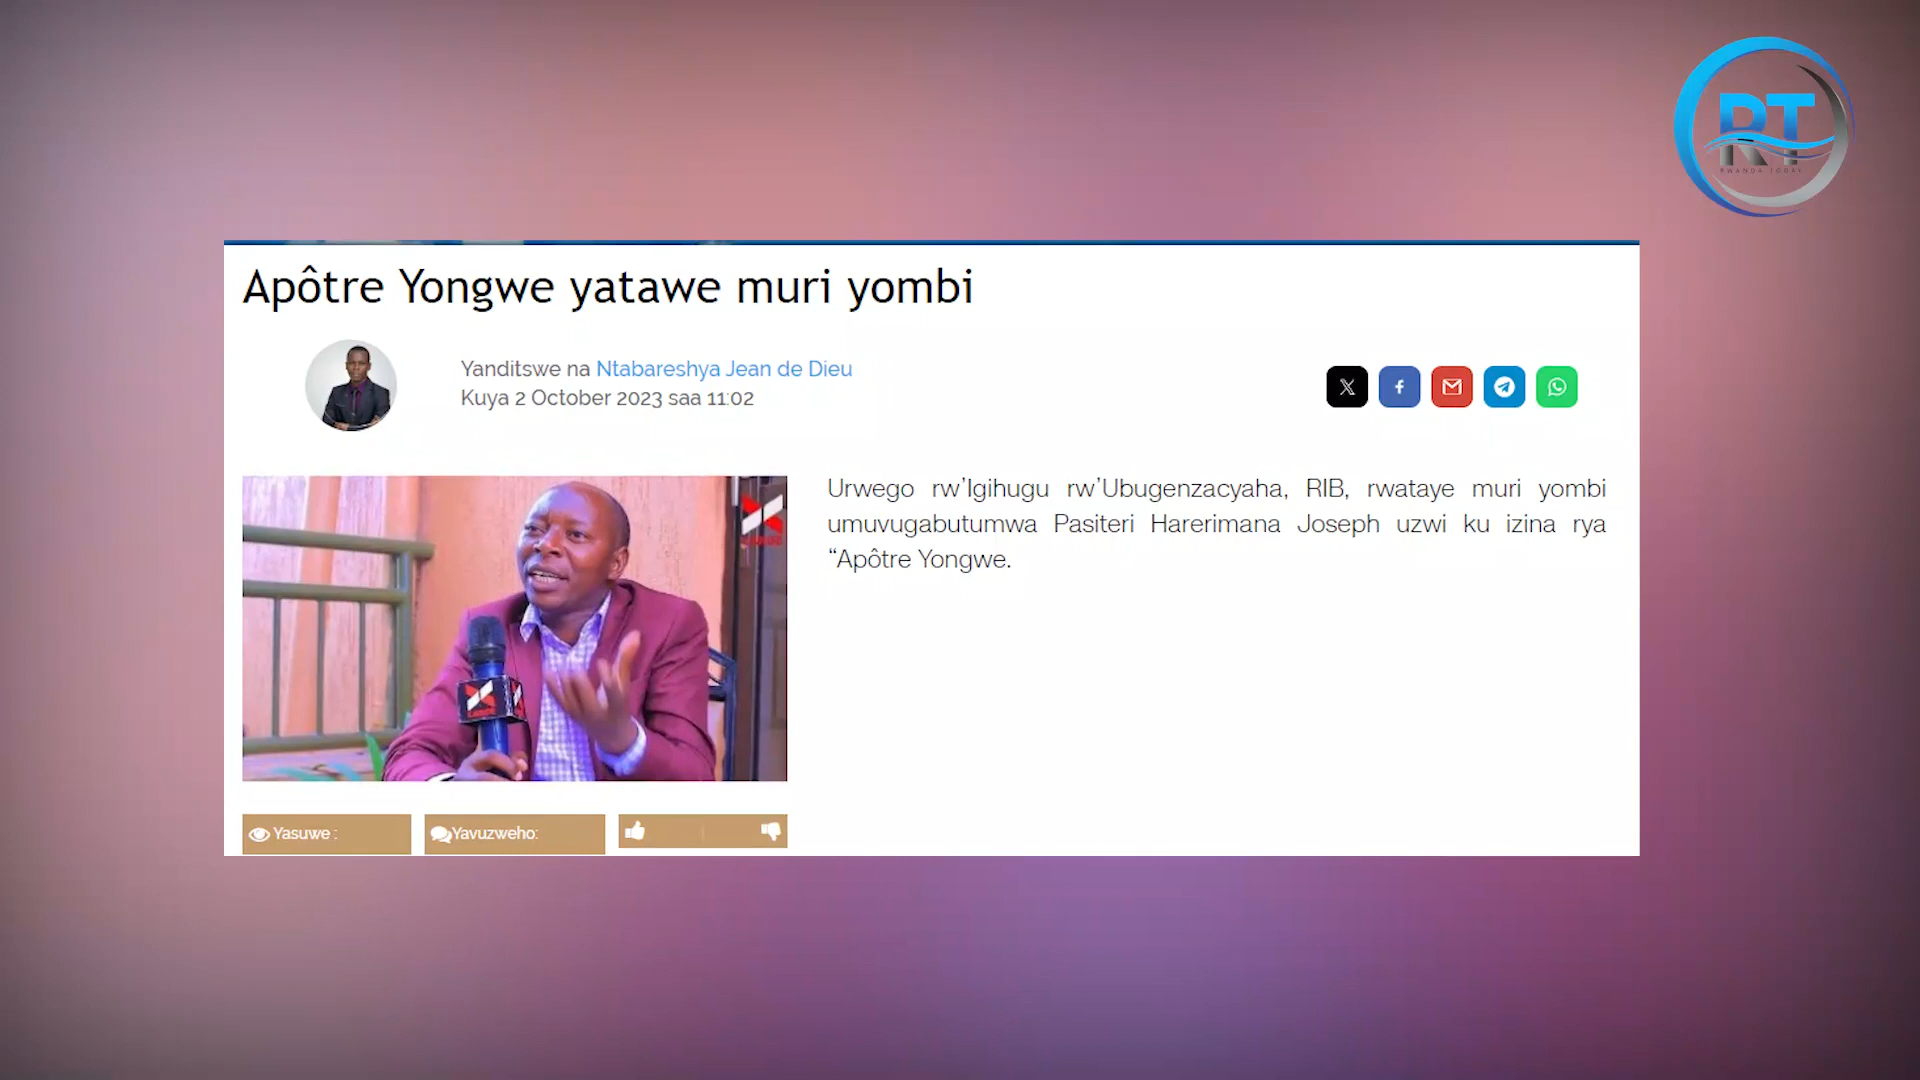 RT
RWANDA TODAY
Apôtre Yongwe yatawe muri yombi
Yanditswe na Ntabareshya Jean de Dieu
Kuya 2 October 2023 saa 11:02
Urwego rw’Igihugu rw’Ubugenzacyaha, RIB, rwataye muri yombi
umuvugabutumwa Pasiteri Harerimana Joseph uzwi ku izina rya
“Apôtre Yongwe.
Yasuwe :
Yavuzweho: